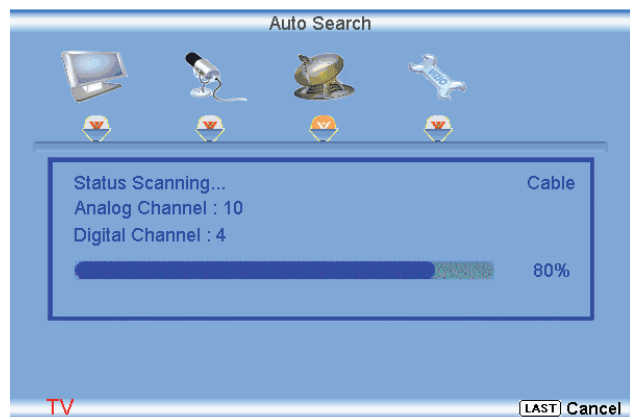 Auto Search
Status Scanning...
Cable
Analog Channel : 10
Digital Channel : 4
80%
TV
LAST Cancel